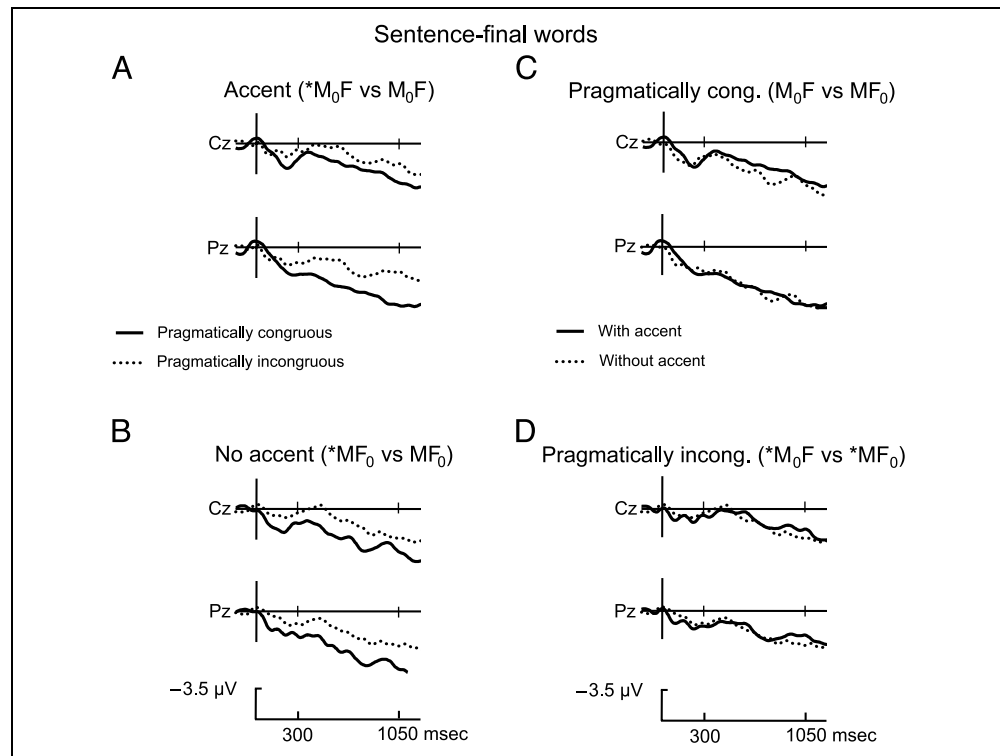 Sentence-final words
A
Accent (*M₀F vs M₀F)
Cz
Pz
Pragmatically congruous
Pragmatically incongruous
C
Pragmatically cong. (M₀F vs MF₀)
Cz
Pz
With accent
Without accent
B
No accent (*MF₀ vs MF₀)
Cz
Pz
−3.5 µV
300
1050 msec
D
Pragmatically incong. (*M₀F vs *MF₀)
Cz
Pz
−3.5 µV
300
1050 msec